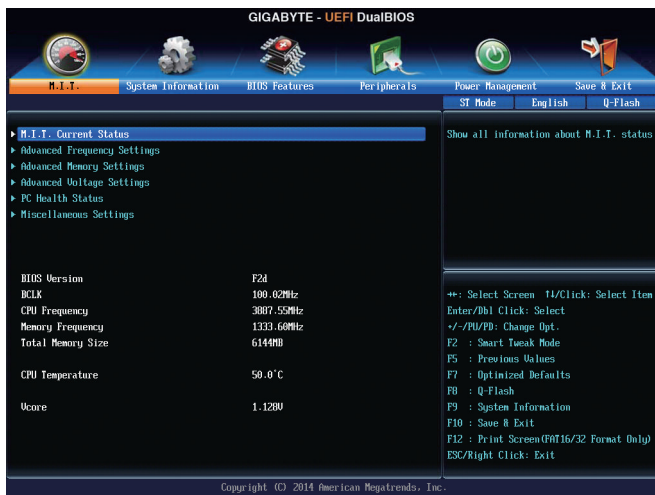 GIGABYTE - UEFI DualBIOS
M.I.T. System Information BIOS Features Peripherals Power Management Save & Exit
ST Mode English Q-Flash
M.I.T. Current Status
Advanced Frequency Settings
Advanced Memory Settings
Advanced Voltage Settings
PC Health Status
Miscellaneous Settings
Show all information about M.I.T. status
BIOS Version F2d
BCLK 100.02MHz
CPU Frequency 3887.55MHz
Memory Frequency 1333.60MHz
Total Memory Size 6144MB
CPU Temperature 50.0°C
Vcore 1.128V
→←: Select Screen ↑↓/Click: Select Item
Enter/Dbl Click: Select
+/-/PU/PD: Change Opt.
F2 : Smart Tweak Mode
F5 : Previous Values
F7 : Optimized Defaults
F8 : Q-Flash
F9 : System Information
F10 : Save & Exit
F12 : Print Screen(FAT16/32 Format Only)
ESC/Right Click: Exit
Copyright (C) 2014 American Megatrends, Inc.